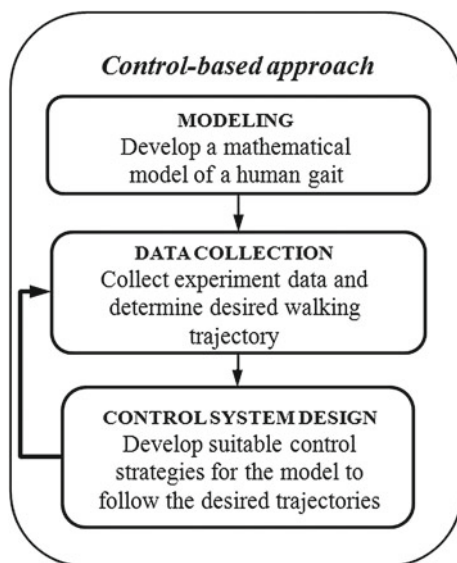 Control-based approach
MODELING
Develop a mathematical
model of a human gait
DATA COLLECTION
Collect experiment data and
determine desired walking
trajectory
CONTROL SYSTEM DESIGN
Develop suitable control
strategies for the model to
follow the desired trajectories